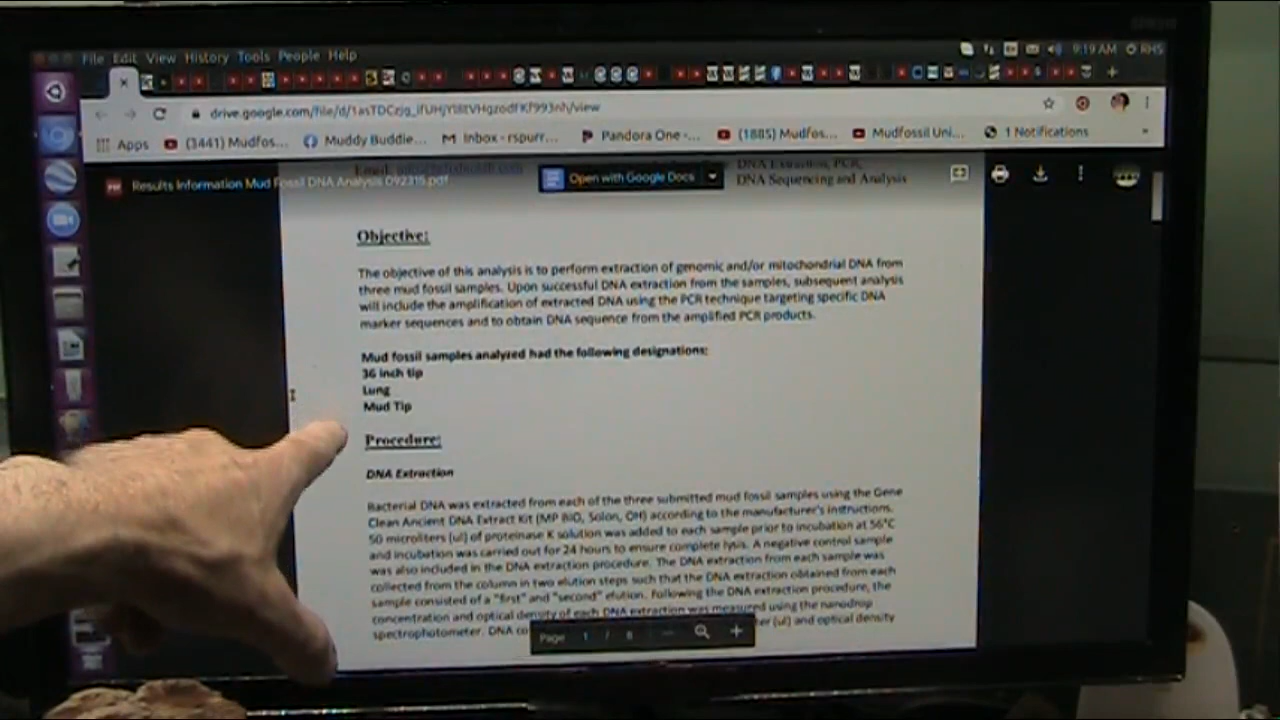 File Edit View History Tools People Help
9:19 AM RHS
drive.google.com/file/d/
/view
Apps (3441) Mudfos... Muddy Buddie... Inbox - rspurr... Pandora One -... (1885) Mudfos... Mudfossil Uni... 1 Notifications
Email:
DNA Extraction, PCR,
Results Information Mud Fossil DNA Analysis 092315.pdf
Open with Google Docs
DNA Sequencing and Analysis
Objective:
The objective of this analysis is to perform extraction of genomic and/or mitochondrial DNA from
three mud fossil samples. Upon successful DNA extraction from the samples, subsequent analysis
will include the amplification of extracted DNA using the PCR technique targeting specific DNA
marker sequences and to obtain DNA sequence from the amplified PCR products.
Mud fossil samples analyzed had the following designations:
36 inch tip
Lung
Mud Tip
Procedure:
DNA Extraction
Bacterial DNA was extracted from each of the three submitted mud fossil samples using the Gene
Clean Ancient DNA Extract Kit (MP BIO, Solon, OH) according to the manufacturer's instructions.
50 microliters (ul) of proteinase K solution was added to each sample prior to incubation at 56°C
and incubation was carried out for 24 hours to ensure complete lysis. A negative control sample
was also included in the DNA extraction procedure. The DNA extraction from each sample was
collected from the column in two elution steps such that the DNA extraction obtained from each
sample consisted of a "first" and "second" elution. Following the DNA extraction procedure, the
concentration and optical density of each DNA extraction was measured using the nanodrop
spectrophotometer. DNA co
ter (ul) and optical density
Page 1 / 8